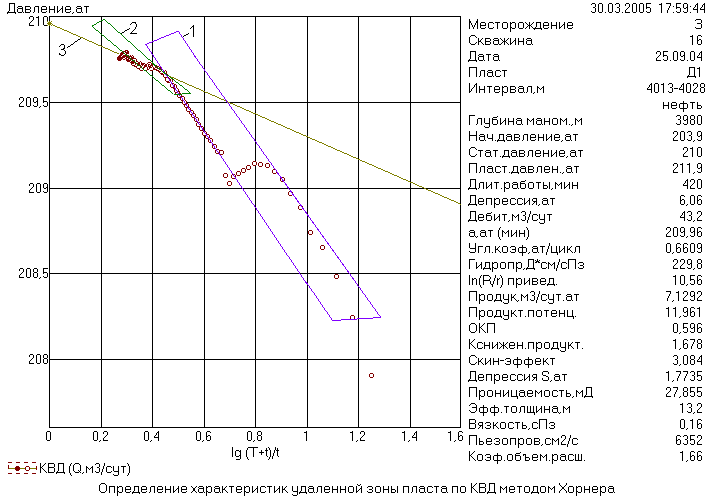 Давление,ат
30.03.2005 17:59:44
210
209,5
209
208,5
208
1
2
3
0
0,2
0,4
0,6
0,8
1
1,2
1,4
1,6
lg (T+t)/t
КВД (Q,м3/сут)
Месторождение З
Скважина 16
Дата 25.09.04
Пласт Д1
Интервал,м 4013-4028
нефть
Глубина маном.,м 3980
Нач.давление,ат 203,9
Стат.давление,ат 210
Пласт.давлен.,ат 211,9
Длит.работы,мин 420
Депрессия,ат 6,06
Дебит,м3/сут 43,2
а,ат (мин) 209,96
Угл.коэф,ат/цикл 0,6609
Гидропр,Д*см/сПз 229,8
ln(R/r) привед. 10,56
Продук,м3/сут.ат 7,1292
Продукт.потенц. 11,961
ОКП 0,596
Кснижен.продукт. 1,678
Скин-эффект 3,084
Депрессия S,ат 1,7735
Проницаемость,мД 27,855
Эфф.толщина,м 13,2
Вязкость,сПз 0,16
Пьезопров,см2/с 6352
Коэф.объем.расш. 1,66
Определение характеристик удаленной зоны пласта по КВД методом Хорнера